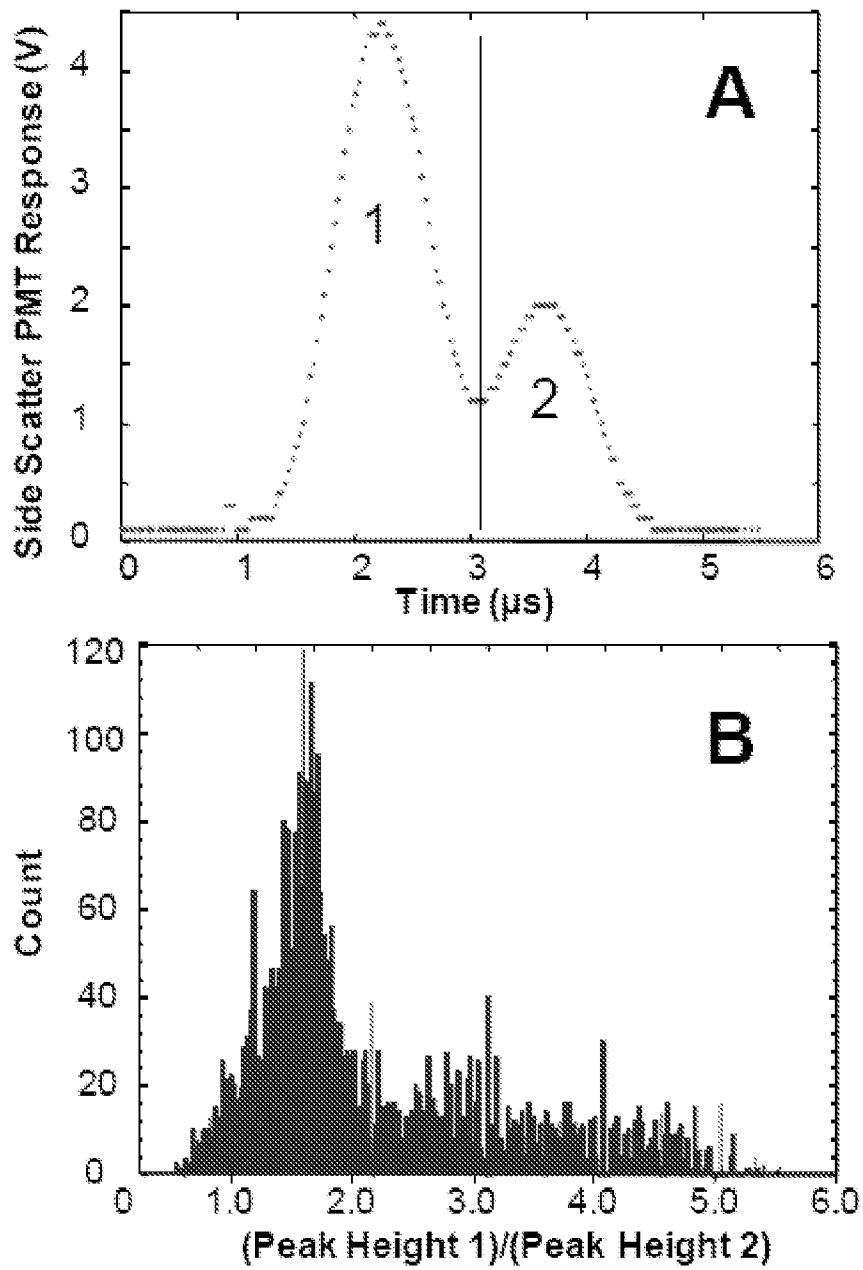 A
Side Scatter PMT Response (V)
4
3
2
1
0
1
2
0 1 2 3 4 5 6
Time (µs)
B
Count
120
100
80
60
40
20
0
0 1.0 2.0 3.0 4.0 5.0 6.0
(Peak Height 1)/(Peak Height 2)